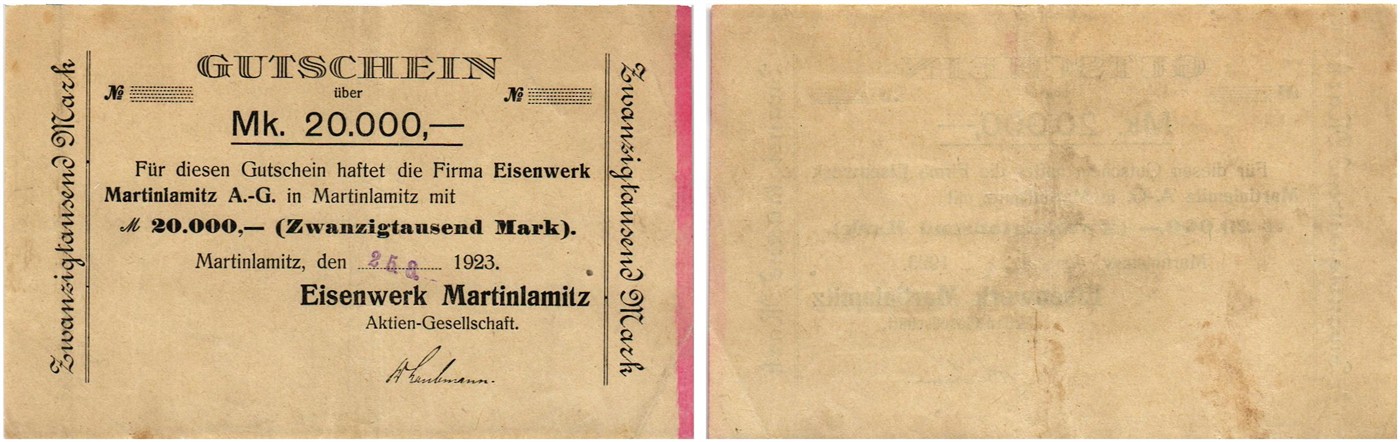 GUTSCHEIN
über
№ №
Mk. 20.000,—
Für diesen Gutschein haftet die Firma Eisenwerk
Martinlamitz A.-G. in Martinlamitz mit
ℳ 20.000,— (Zwanzigtausend Mark).
Martinlamitz, den 25 8. 1923.
Eisenwerk Martinlamitz
Aktien-Gesellschaft.
Zwanzigtausend Mark
Zwanzigtausend Mark